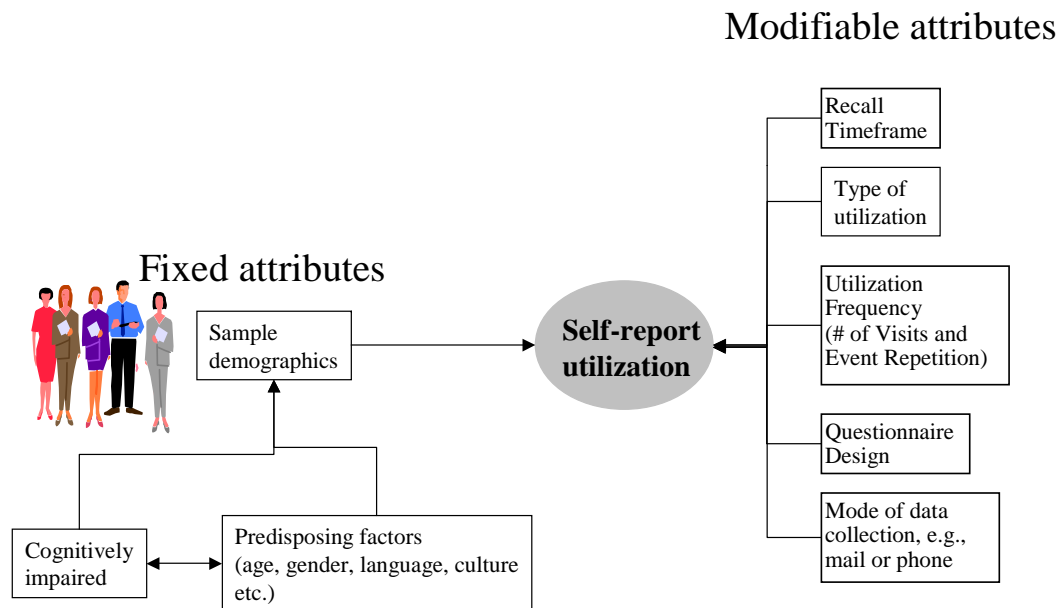 Modifiable attributes
Recall
Timeframe
Type of
utilization
Fixed attributes
Utilization
Frequency
(# of Visits and
Event Repetition)
Sample
demographics
Self-report
utilization
Questionnaire
Design
Mode of data
collection, e.g.,
mail or phone
Cognitively
impaired
Predisposing factors
(age, gender, language, culture
etc.)